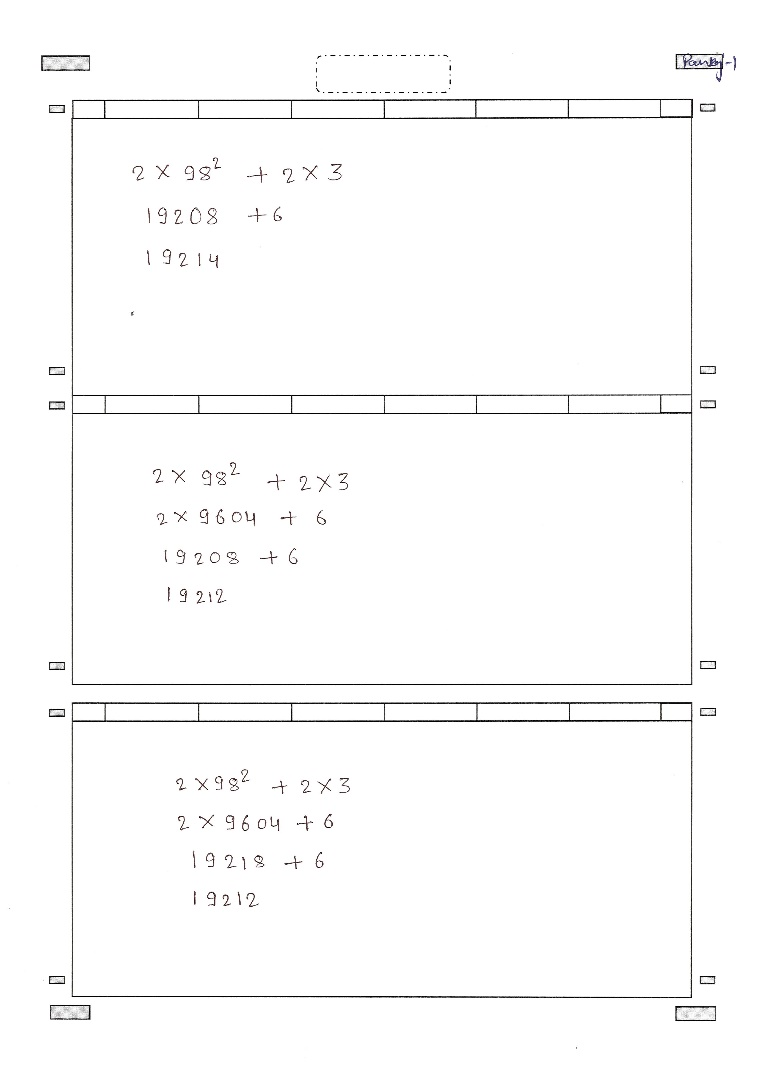 Pankaj-1
2 × 98² + 2 × 3
19208 + 6
19214
2 × 98² + 2 × 3
2 × 9604 + 6
19208 + 6
19212
2 × 98² + 2 × 3
2 × 9604 + 6
19218 + 6
19212